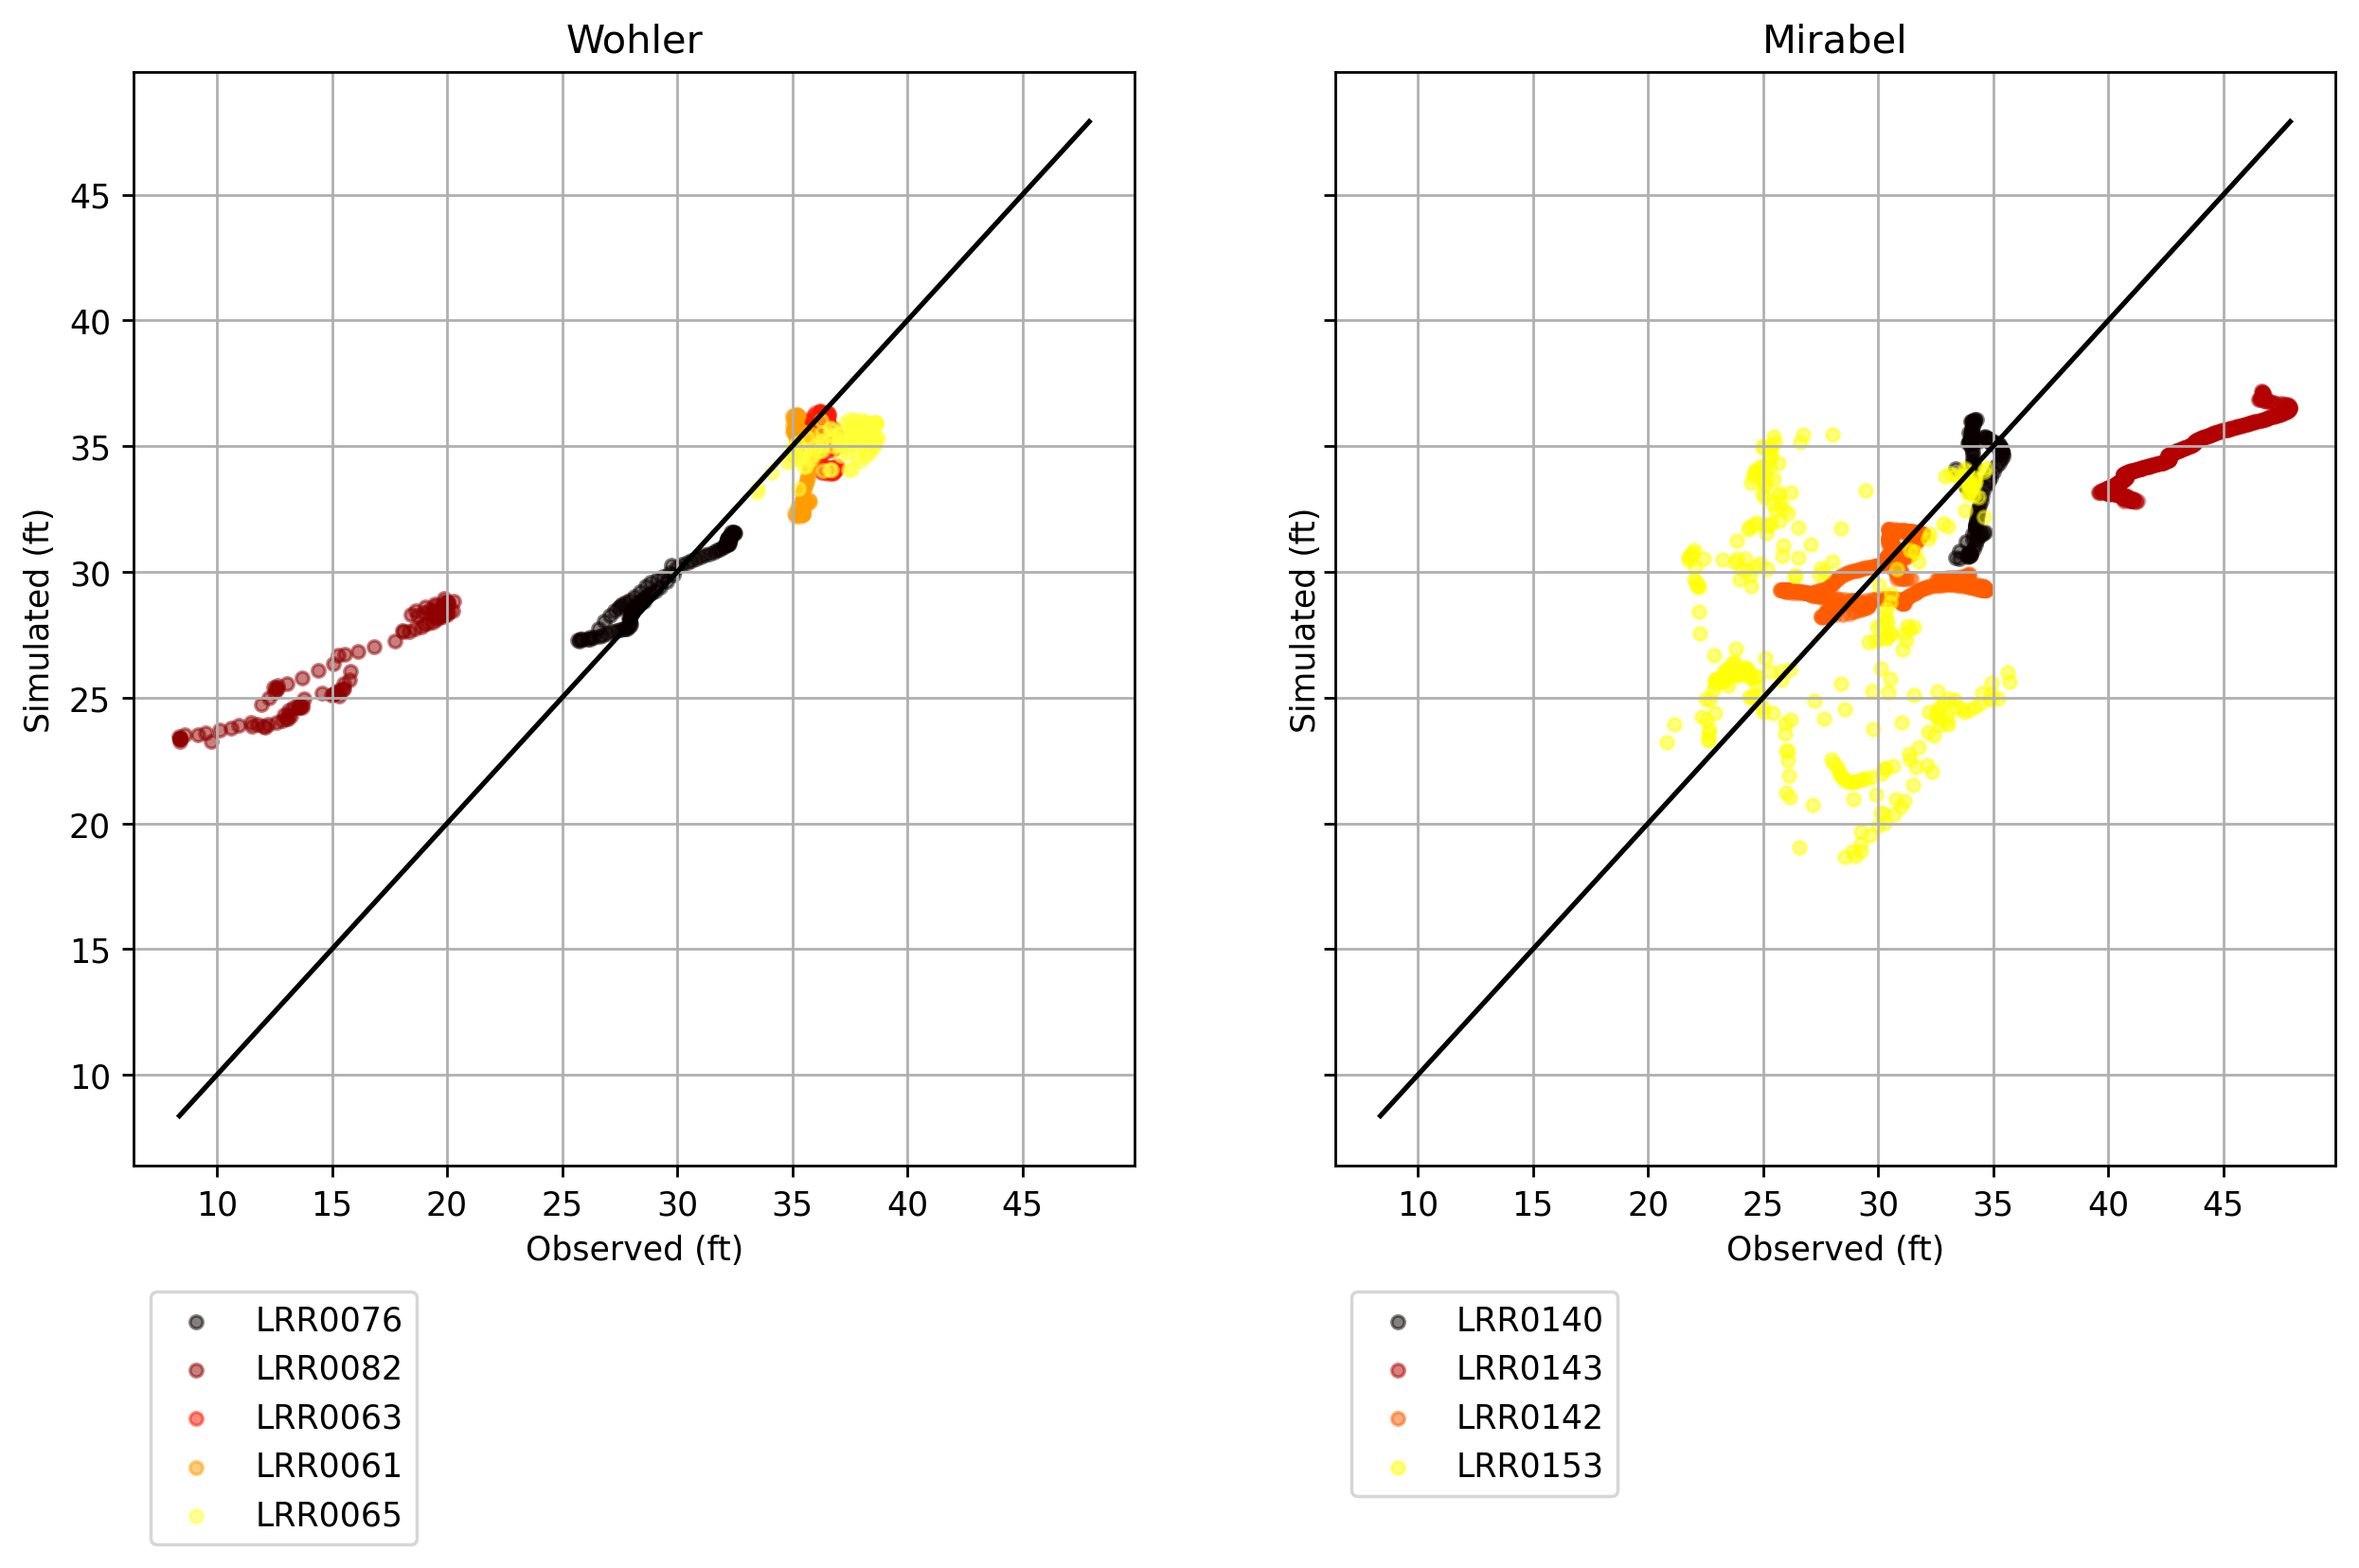 Wohler
Simulated (ft)
45
40
35
30
25
20
15
10
10 15 20 25 30 35 40 45
Observed (ft)
LRR0076
LRR0082
LRR0063
LRR0061
LRR0065
Mirabel
Simulated (ft)
10 15 20 25 30 35 40 45
Observed (ft)
LRR0140
LRR0143
LRR0142
LRR0153